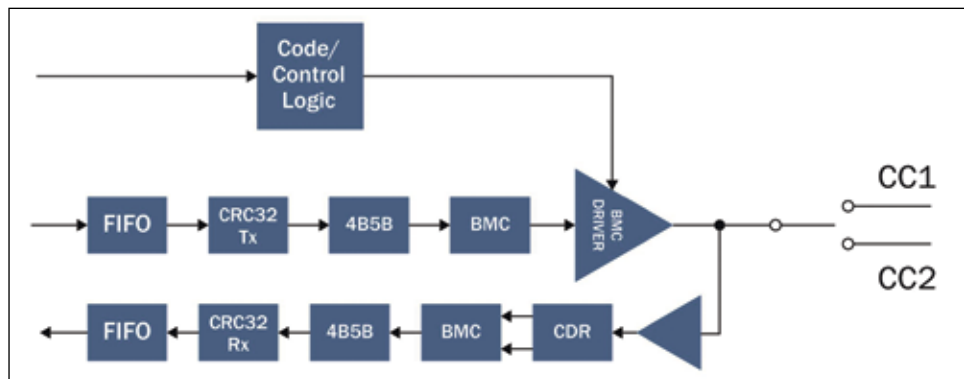 Code/
Control
Logic
CC1
FIFO
CRC32
Tx
4B5B
BMC
BMC
DRIVER
CC2
FIFO
CRC32
Rx
4B5B
BMC
CDR